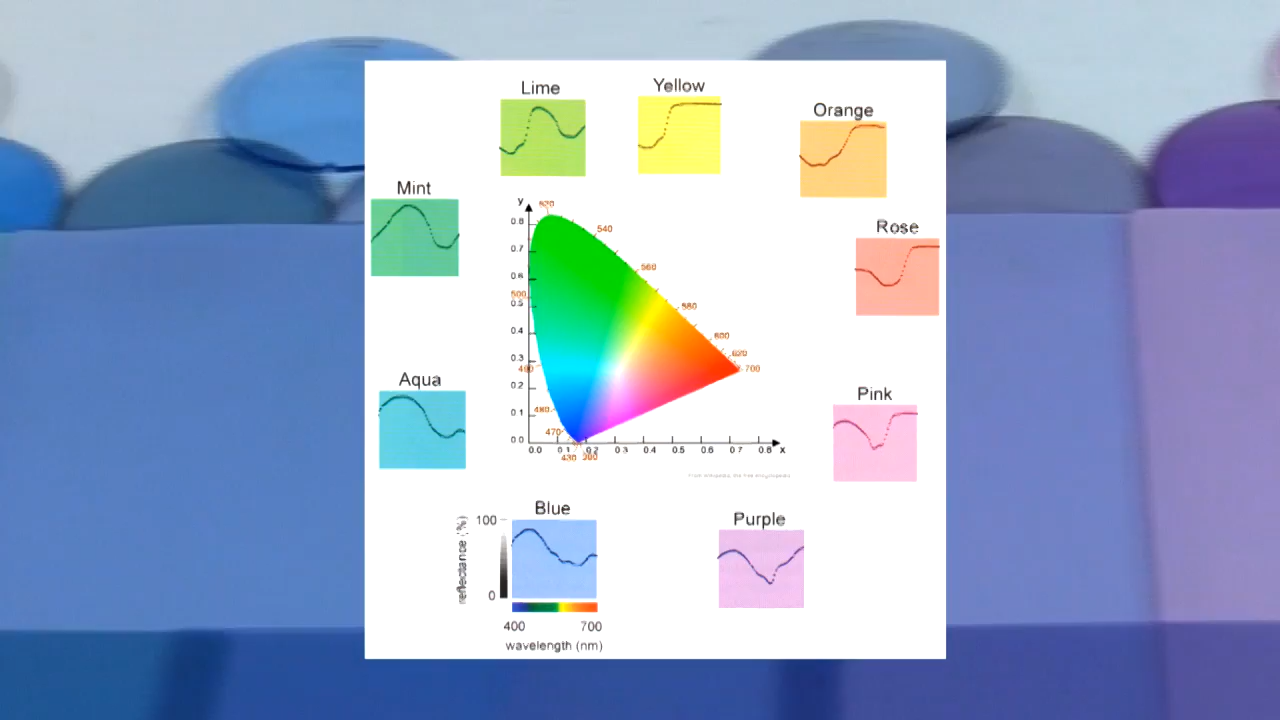 Lime
Yellow
Orange
Mint
Rose
Aqua
Pink
Blue
Purple
y
0.8
0.7
0.6
0.5
0.4
0.3
0.2
0.1
0.0
0.0 0.1 0.2 0.3 0.4 0.5 0.6 0.7 0.8 x
520
540
560
580
600
620
700
500
480
470
reflectance (%)
100
0
400 700
wavelength (nm)